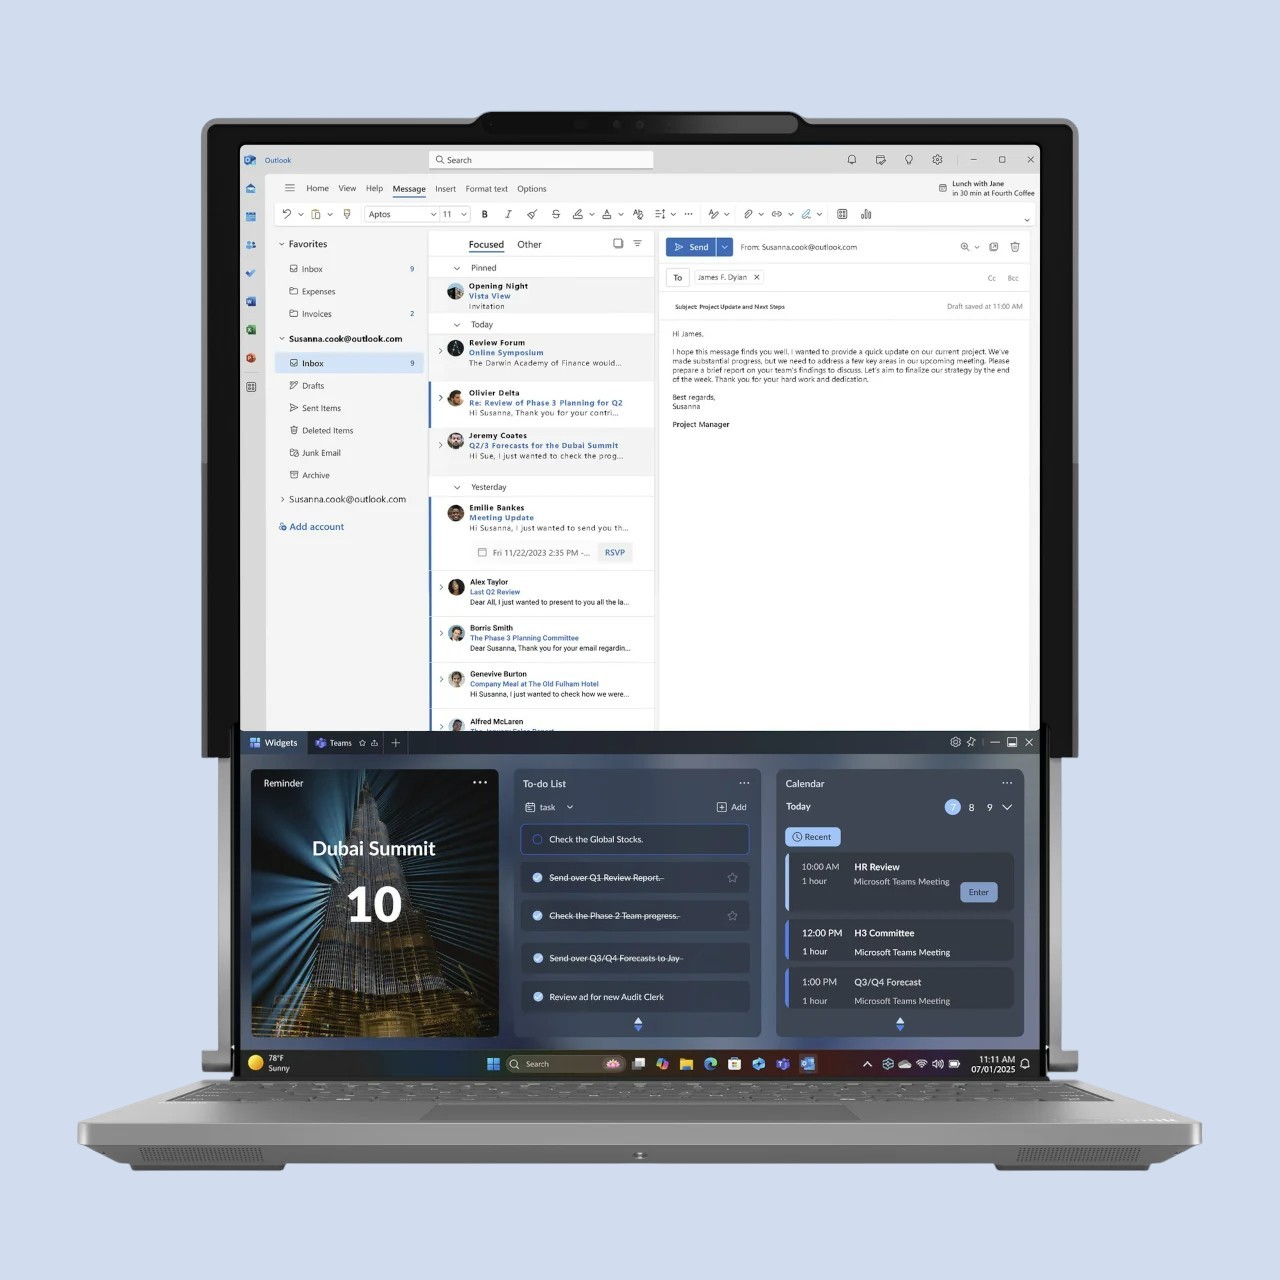 Outlook
Search
Home View Help Message Insert Format text Options
Lunch with Jane
in 30 min at Fourth Coffee
Aptos 11 B I
Favorites
Inbox 9
Expenses
Invoices 2
Susanna.cook@outlook.com
Inbox 9
Drafts
Sent Items
Deleted Items
Junk Email
Archive
Susanna.cook@outlook.com
Add account
Focused Other
Pinned
Opening Night
Vista View
Invitation
Today
Review Forum
Online Symposium
The Darwin Academy of Finance would...
Olivier Delta
Re: Review of Phase 3 Planning for Q2
Hi Susanna, Thank you for your contri...
Jeremy Coates
Q2/3 Forecasts for the Dubai Summit
Hi Sue, I just wanted to check the prog...
Yesterday
Emilie Bankes
Meeting Update
Hi Susanna, I just wanted to send you th...
Fri 11/22/2023 2:35 PM -...
RSVP
Alex Taylor
Last Q2 Review
Dear All, I just wanted to present to you all the la...
Borris Smith
The Phase 3 Planning Committee
Dear Susanna, Thank you for your email regardin...
Genevive Burton
Company Meal at The Old Fulham Hotel
Hi Susanna, I just wanted to check how we were...
Alfred McLaren
Send
From: Susanna.cook@outlook.com
To
James F. Dylan
Cc Bcc
Subject: Project Update and Next Steps
Draft saved at 11:00 AM
Hi James,
I hope this message finds you well. I wanted to provide a quick update on our current project. We've
made substantial progress, but we need to address a few key areas in our upcoming meeting. Please
prepare a brief report on your team's findings to discuss. Let's aim to finalize our strategy by the end
of the week. Thank you for your hard work and dedication.
Best regards,
Susanna
Project Manager
Widgets
Teams
Reminder
Dubai Summit
10
To-do List
task
Add
Check the Global Stocks.
Send over Q1 Review Report.
Check the Phase 2 Team progress.
Send over Q3/Q4 Forecasts to Jay
Review ad for new Audit Clerk
Calendar
Today
7 8 9
Recent
10:00 AM HR Review
1 hour Microsoft Teams Meeting
Enter
12:00 PM H3 Committee
1 hour Microsoft Teams Meeting
1:00 PM Q3/Q4 Forecast
1 hour Microsoft Teams Meeting
78°F
Sunny
Search
11:11 AM
07/01/2025